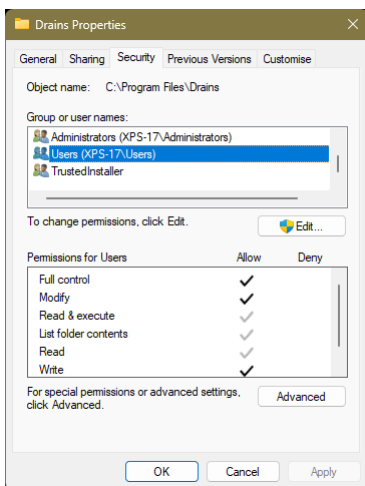 Drains Properties
General Sharing Security Previous Versions Customise
Object name: C:\Program Files\Drains
Group or user names:
Administrators (XPS-17\Administrators)
Users (XPS-17\Users)
TrustedInstaller
To change permissions, click Edit. Edit...
Permissions for Users Allow Deny
Full control
Modify
Read & execute
List folder contents
Read
Write
For special permissions or advanced settings, Advanced
click Advanced.
OK Cancel Apply